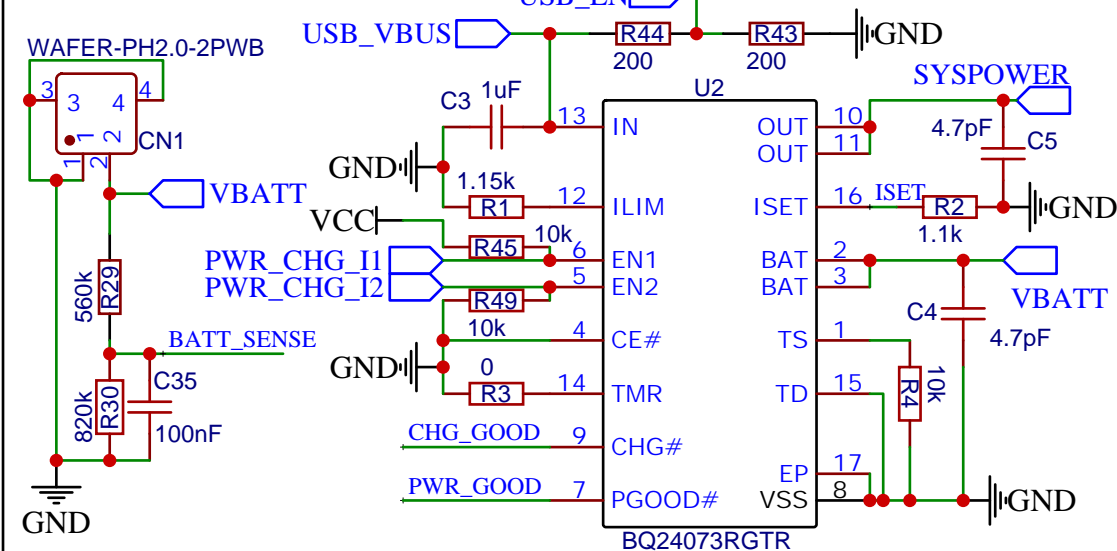 USB_EN
USB_VBUS
R44
200
R43
200
GND
WAFER-PH2.0-2PWB
3
3
4
4
1
2
1
2
CN1
VBATT
R29
560k
BATT_SENSE
R30
820k
C35
100nF
GND
C3
1uF
GND
1.15k
R1
VCC
R45
10k
PWR_CHG_I1
PWR_CHG_I2
R49
10k
GND
0
R3
CHG_GOOD
PWR_GOOD
U2
13 IN
12 ILIM
6 EN1
5 EN2
4 CE#
14 TMR
9 CHG#
7 PGOOD#
OUT 10
OUT 11
ISET 16
BAT 2
BAT 3
TS 1
TD 15
EP 17
VSS 8
BQ24073RGTR
SYSPOWER
4.7pF
C5
ISET
R2
1.1k
GND
VBATT
C4
4.7pF
R4
10k
GND